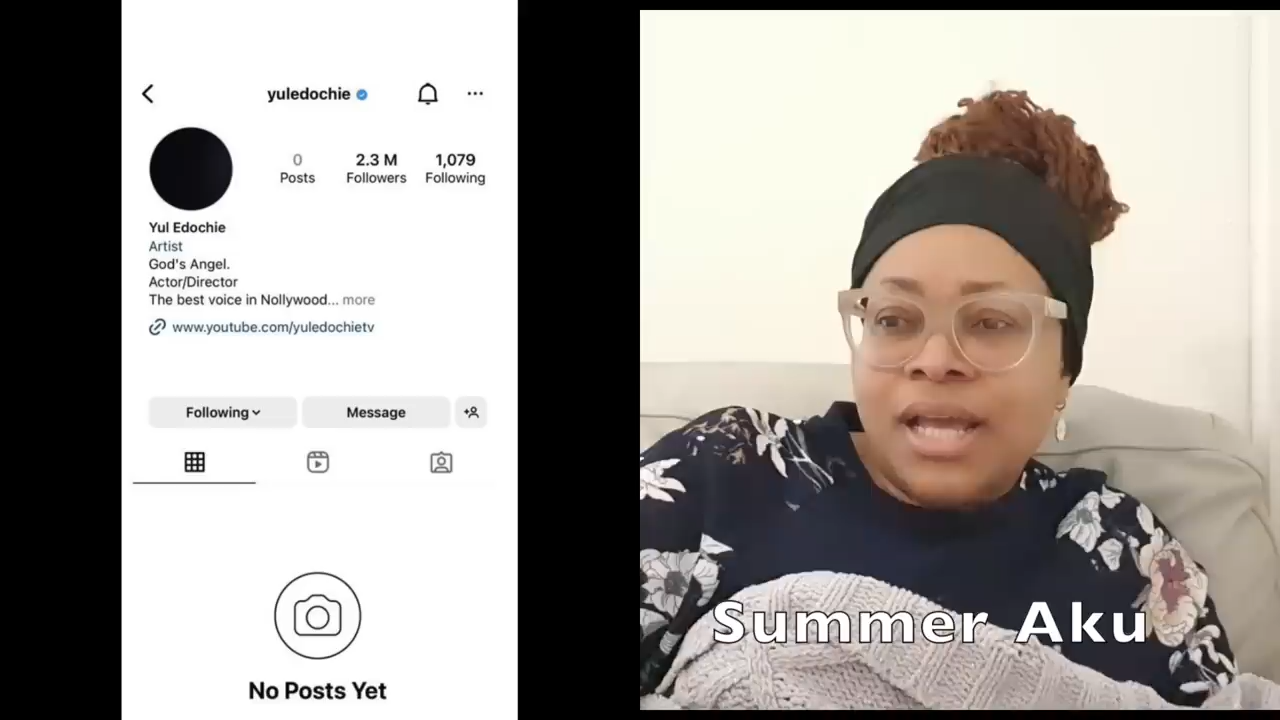 yuledochie
0 2.3 M 1,079
Posts Followers Following
Yul Edochie
Artist
God's Angel.
Actor/Director
The best voice in Nollywood... more
www.youtube.com/yuledochietv
Following Message
No Posts Yet
Summer Aku